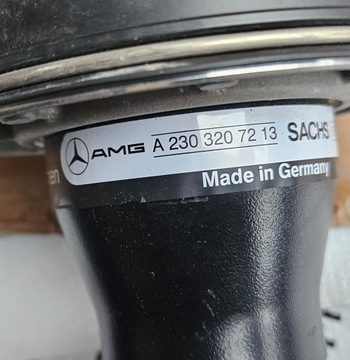 AMG A 230 320 72 13 SACHS
Made in Germany